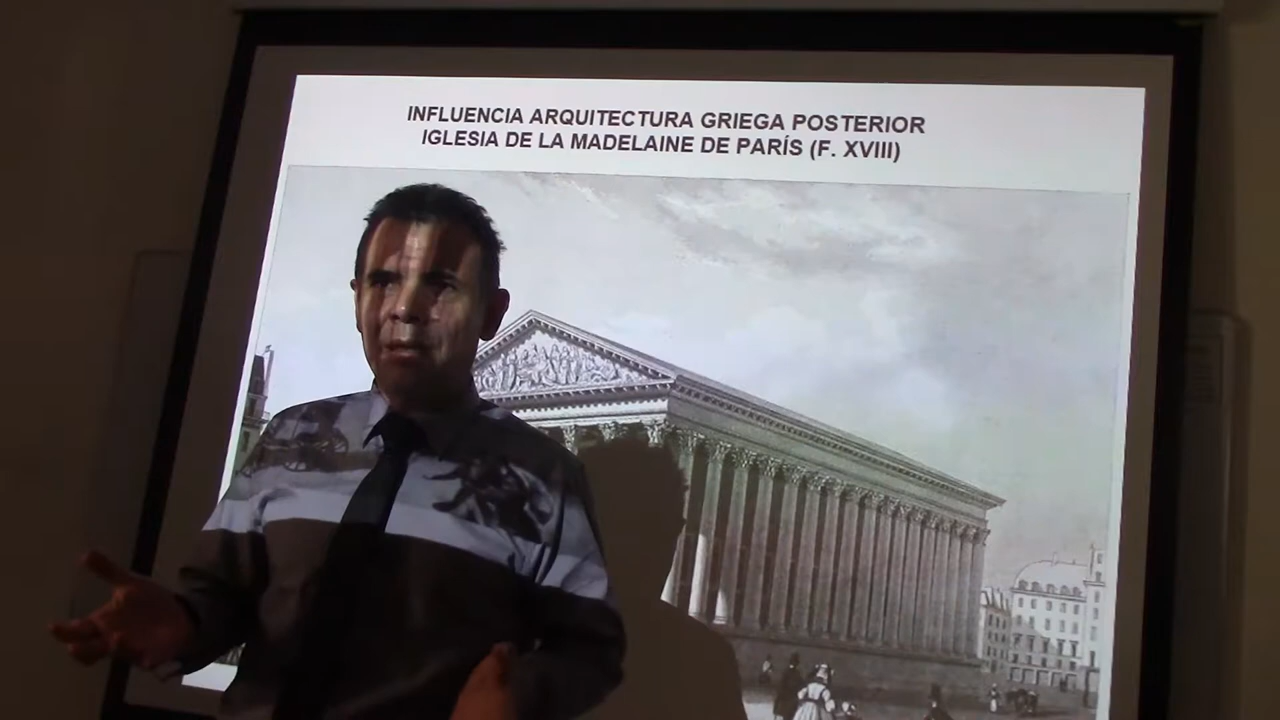 INFLUENCIA ARQUITECTURA GRIEGA POSTERIOR
IGLESIA DE LA MADELAINE DE PARÍS (F. XVIII)